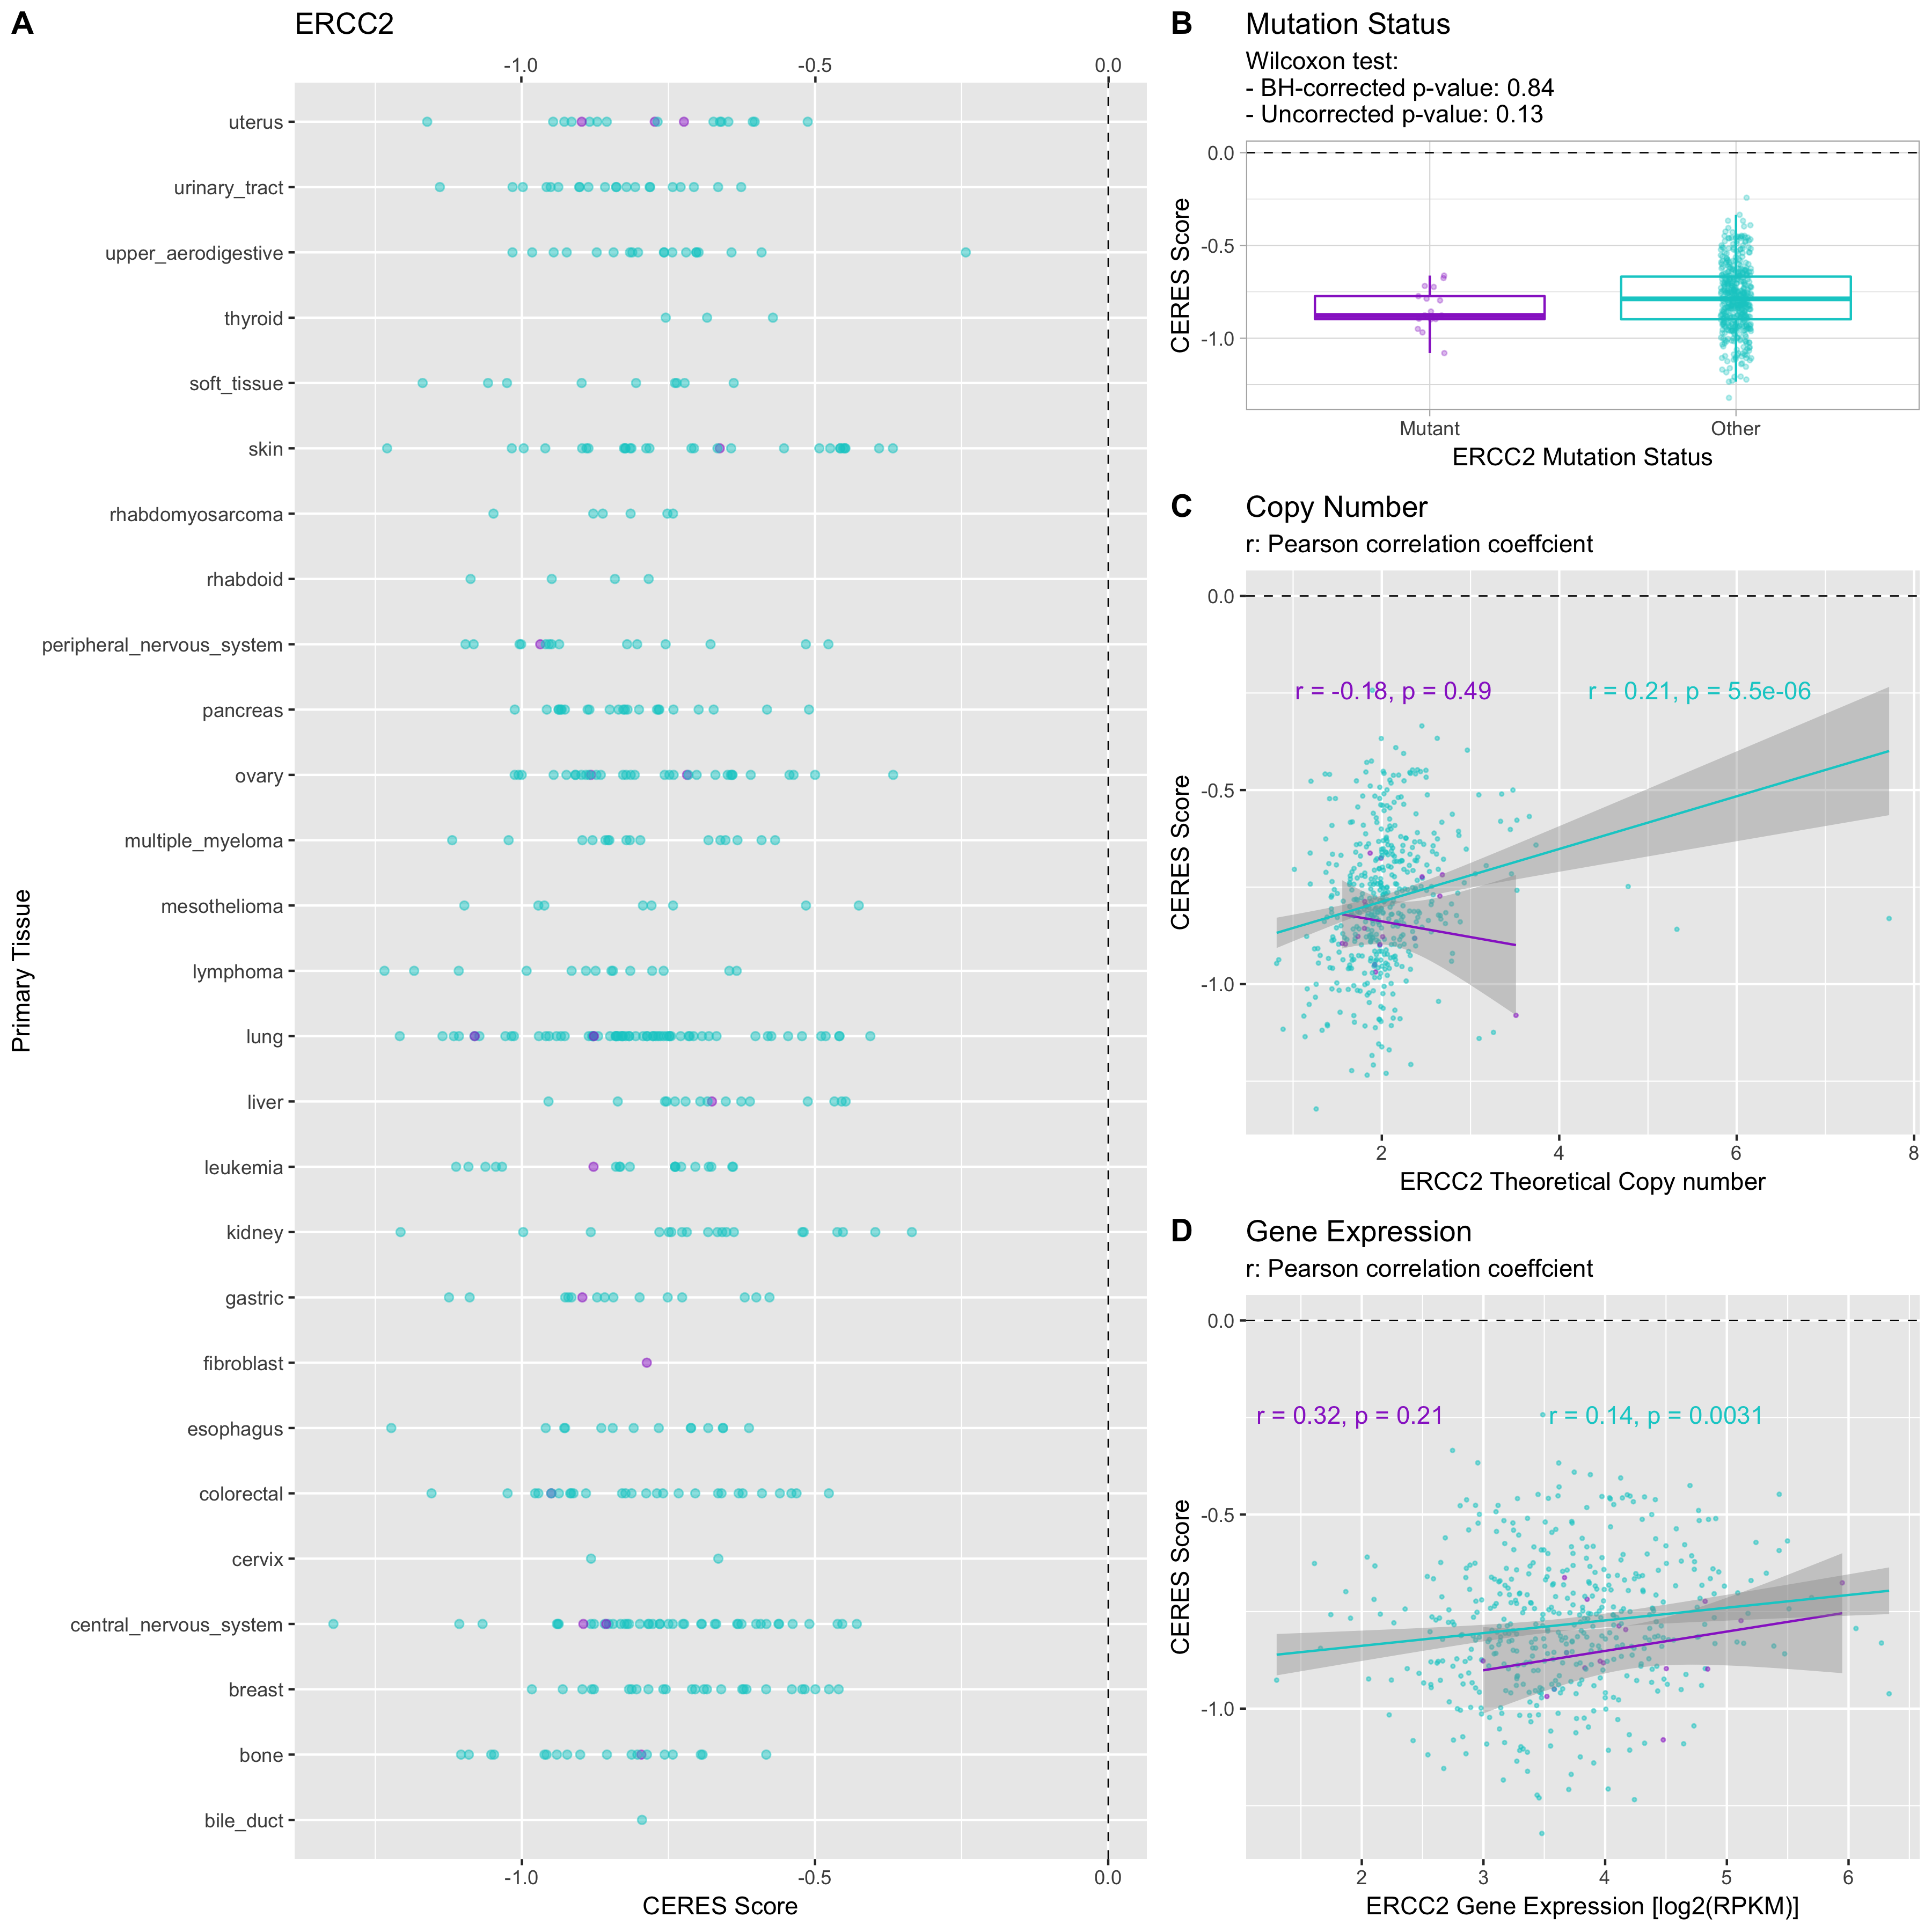 A
ERCC2
-1.0 -0.5 0.0
Primary Tissue
uterus
urinary_tract
upper_aerodigestive
thyroid
soft_tissue
skin
rhabdomyosarcoma
rhabdoid
peripheral_nervous_system
pancreas
ovary
multiple_myeloma
mesothelioma
lymphoma
lung
liver
leukemia
kidney
gastric
fibroblast
esophagus
colorectal
cervix
central_nervous_system
breast
bone
bile_duct
-1.0 -0.5 0.0
CERES Score
B
Mutation Status
Wilcoxon test:
- BH-corrected p-value: 0.84
- Uncorrected p-value: 0.13
CERES Score
0.0
-0.5
-1.0
Mutant Other
ERCC2 Mutation Status
C
Copy Number
r: Pearson correlation coeffcient
CERES Score
0.0
r = -0.18, p = 0.49 r = 0.21, p = 5.5e-06
-0.5
-1.0
2 4 6 8
ERCC2 Theoretical Copy number
D
Gene Expression
r: Pearson correlation coeffcient
CERES Score
0.0
r = 0.32, p = 0.21 r = 0.14, p = 0.0031
-0.5
-1.0
2 3 4 5 6
ERCC2 Gene Expression [log2(RPKM)]